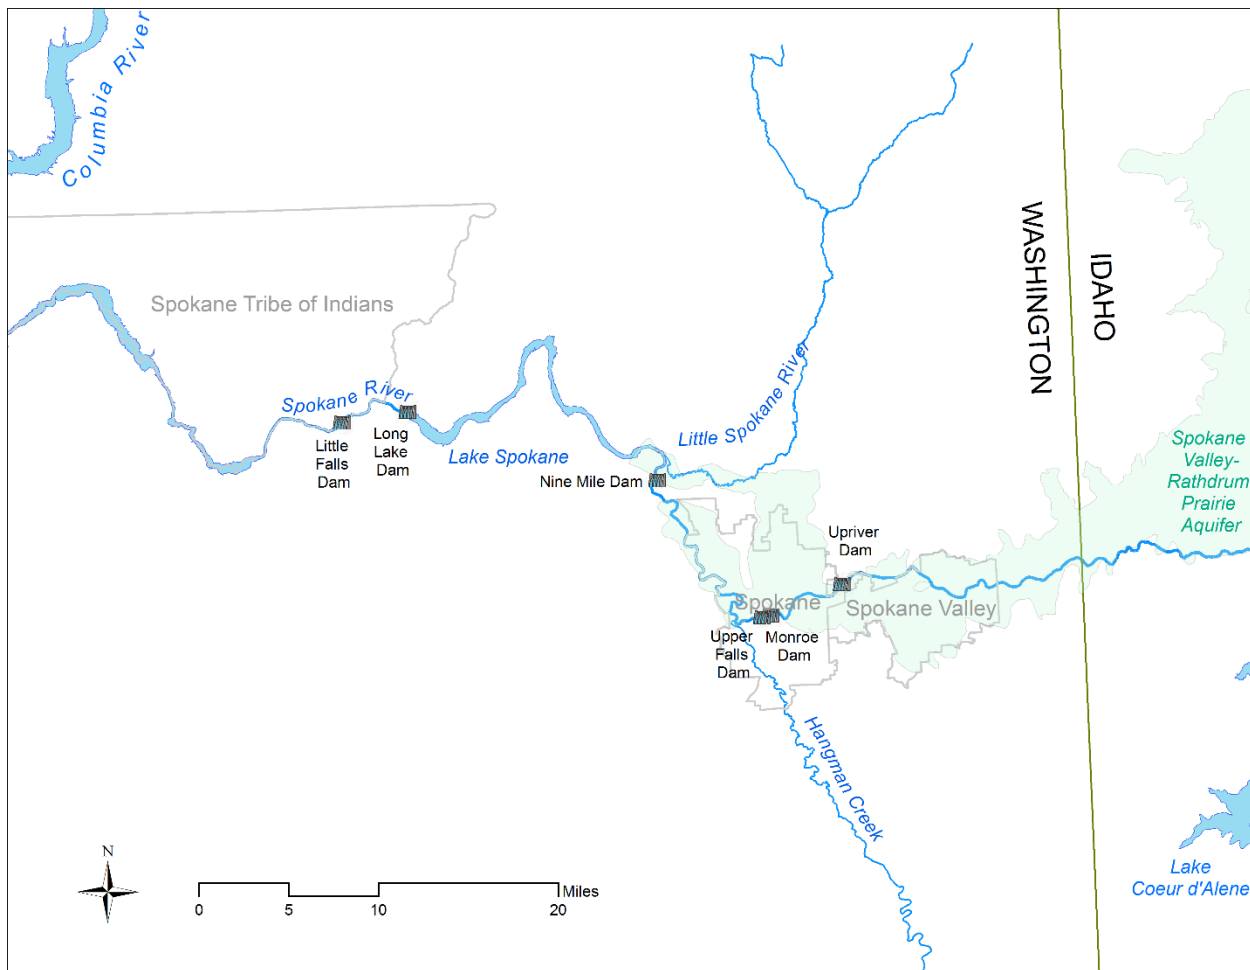 Columbia River
WASHINGTON
IDAHO
Spokane Tribe of Indians
Spokane River
Little Spokane River
Little
Falls
Dam
Long
Lake
Dam
Lake Spokane
Nine Mile Dam
Spokane
Valley-
Rathdrum
Prairie
Aquifer
Upriver
Dam
Spokane
Spokane Valley
Upper
Falls
Dam
Monroe
Dam
Hangman Creek
Lake
Coeur d'Alene
N
Miles
0 5 10 20